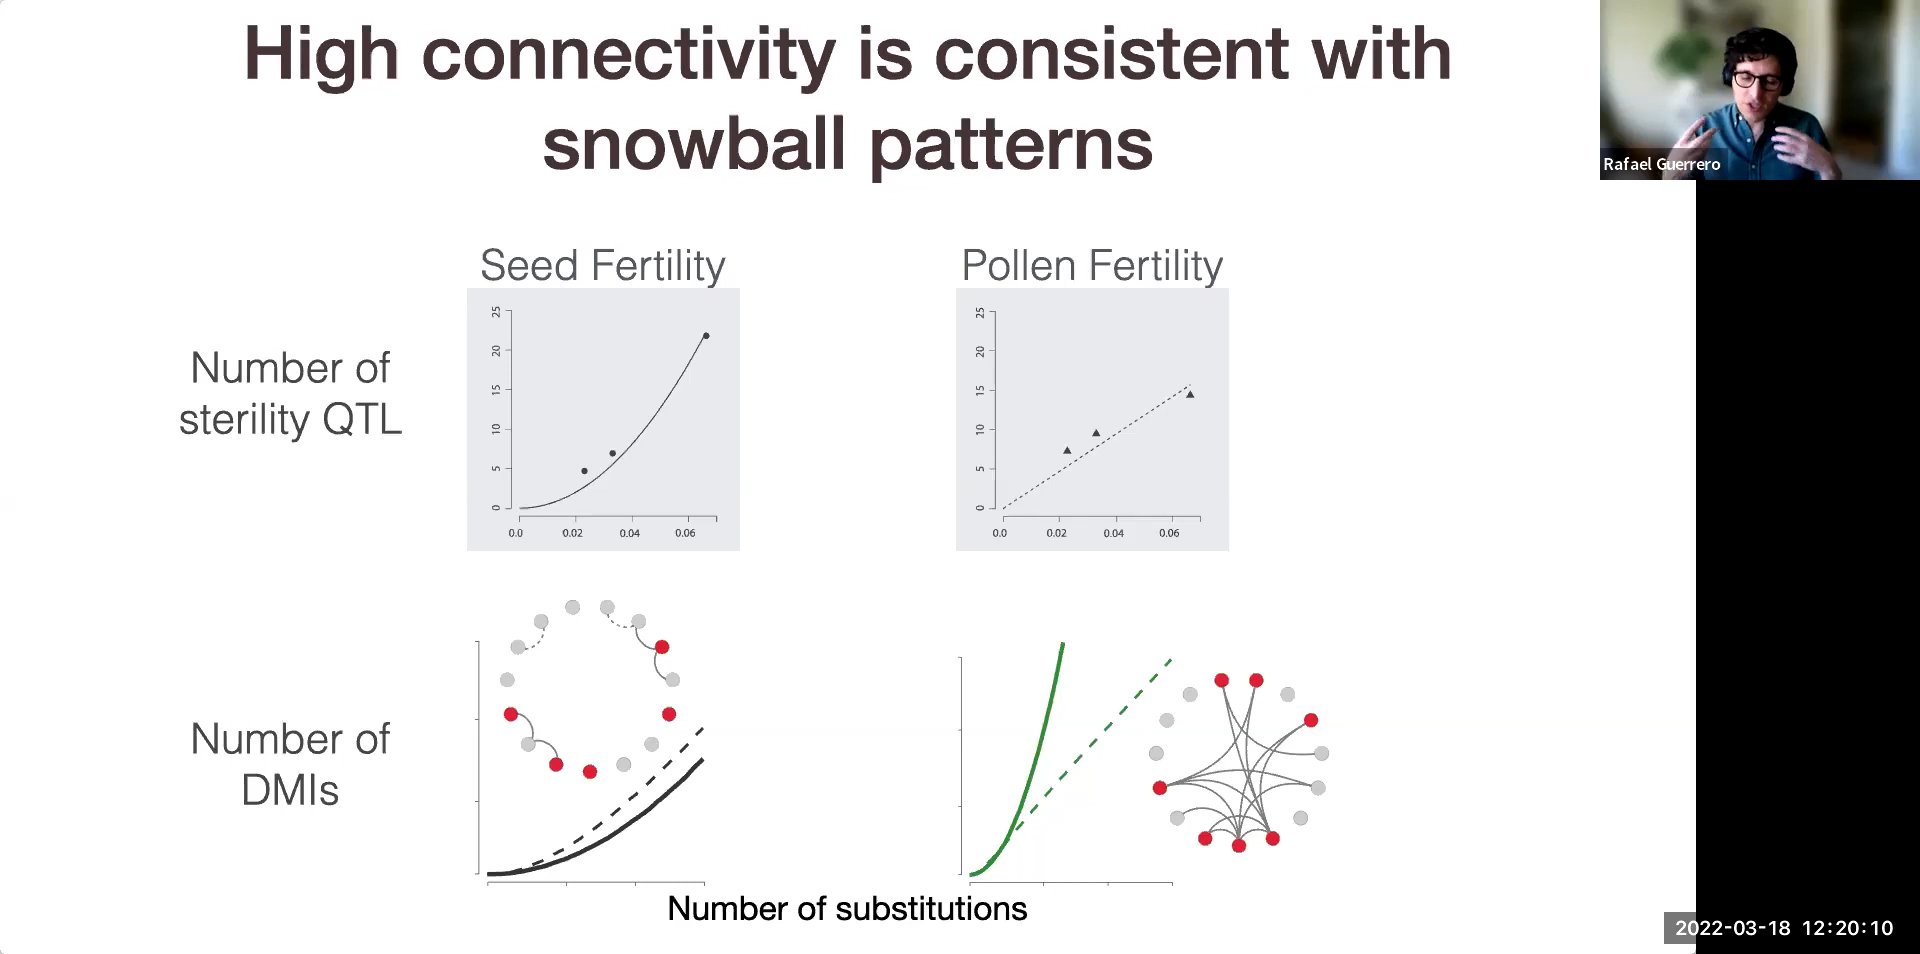 High connectivity is consistent with
snowball patterns
Rafael Guerrero
Seed Fertility
Pollen Fertility
Number of
sterility QTL
25
20
15
10
5
0
0.0 0.02 0.04 0.06
25
20
15
10
5
0
0.0 0.02 0.04 0.06
Number of
DMIs
Number of substitutions
2022-03-18 12:20:10